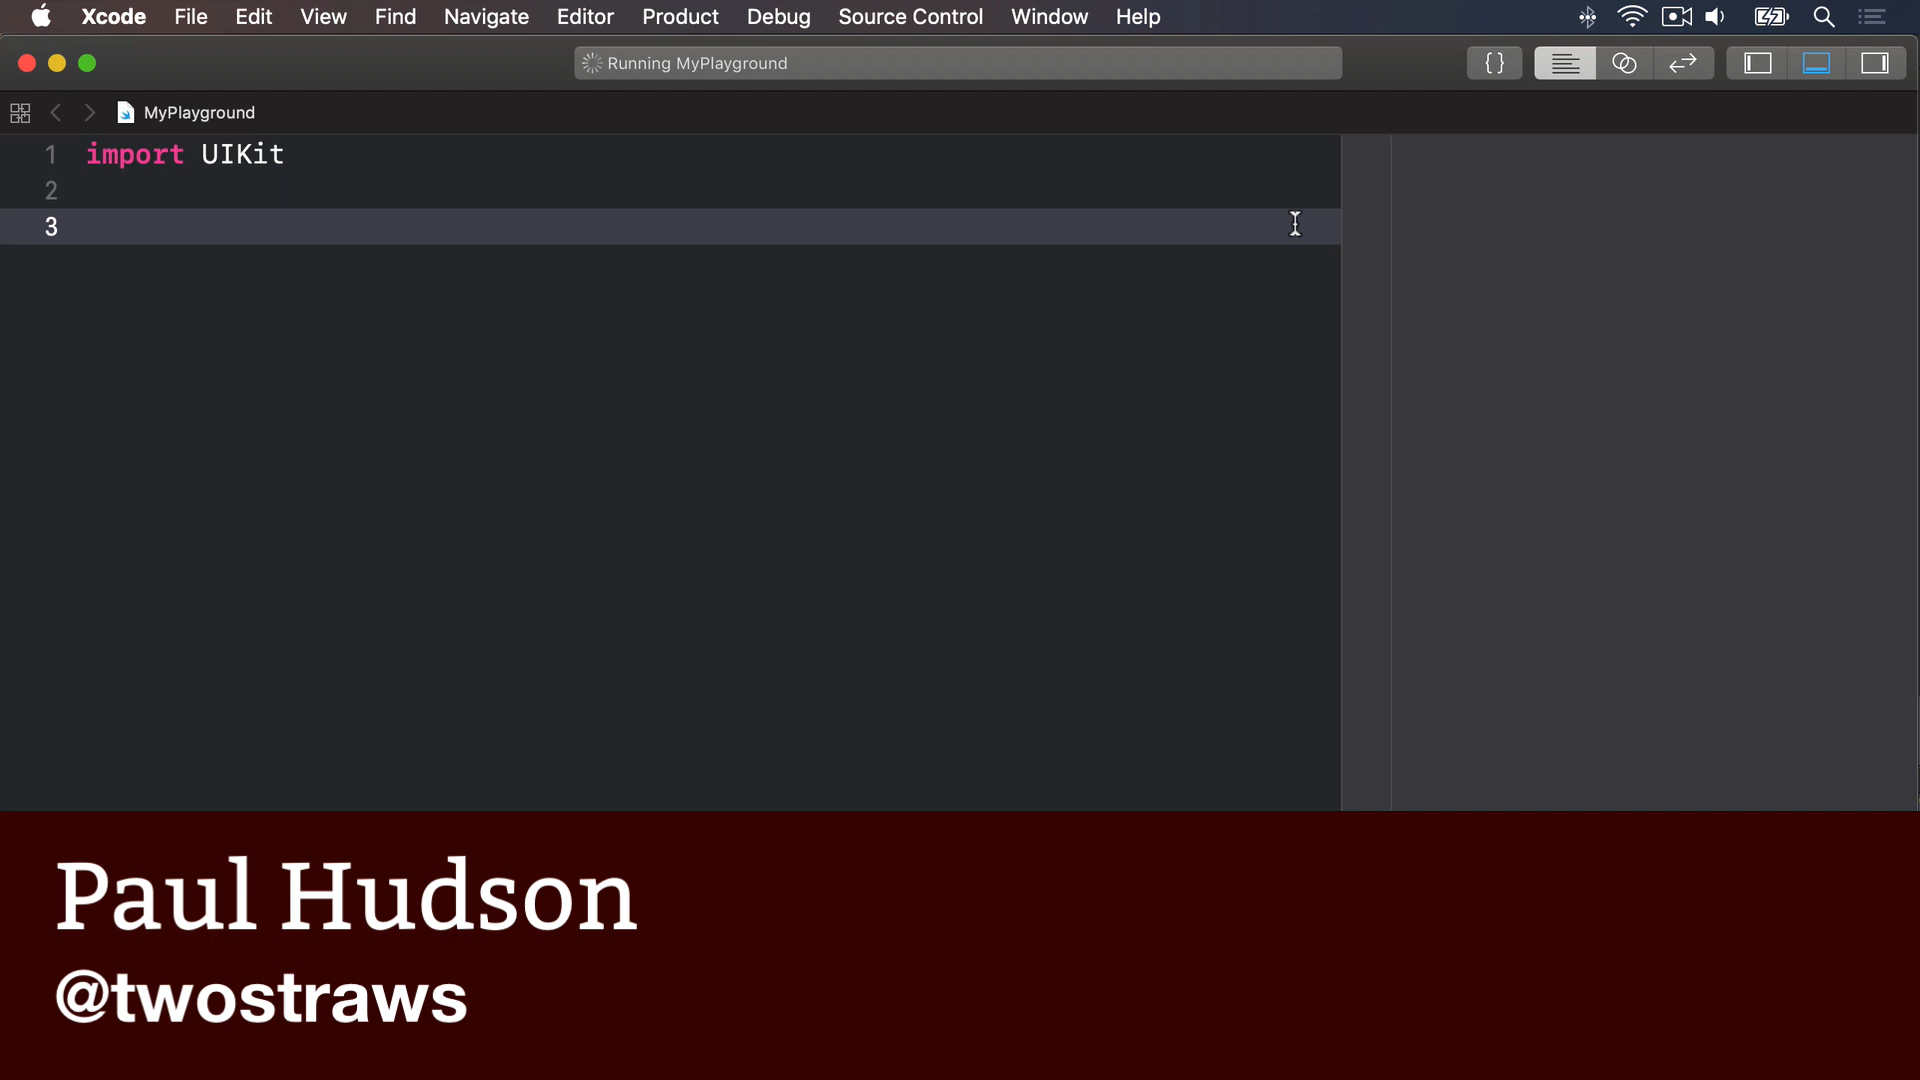 Xcode File Edit View Find Navigate Editor Product Debug Source Control Window Help
Running MyPlayground
{}
MyPlayground
1 import UIKit
2
3
Paul Hudson
@twostraws